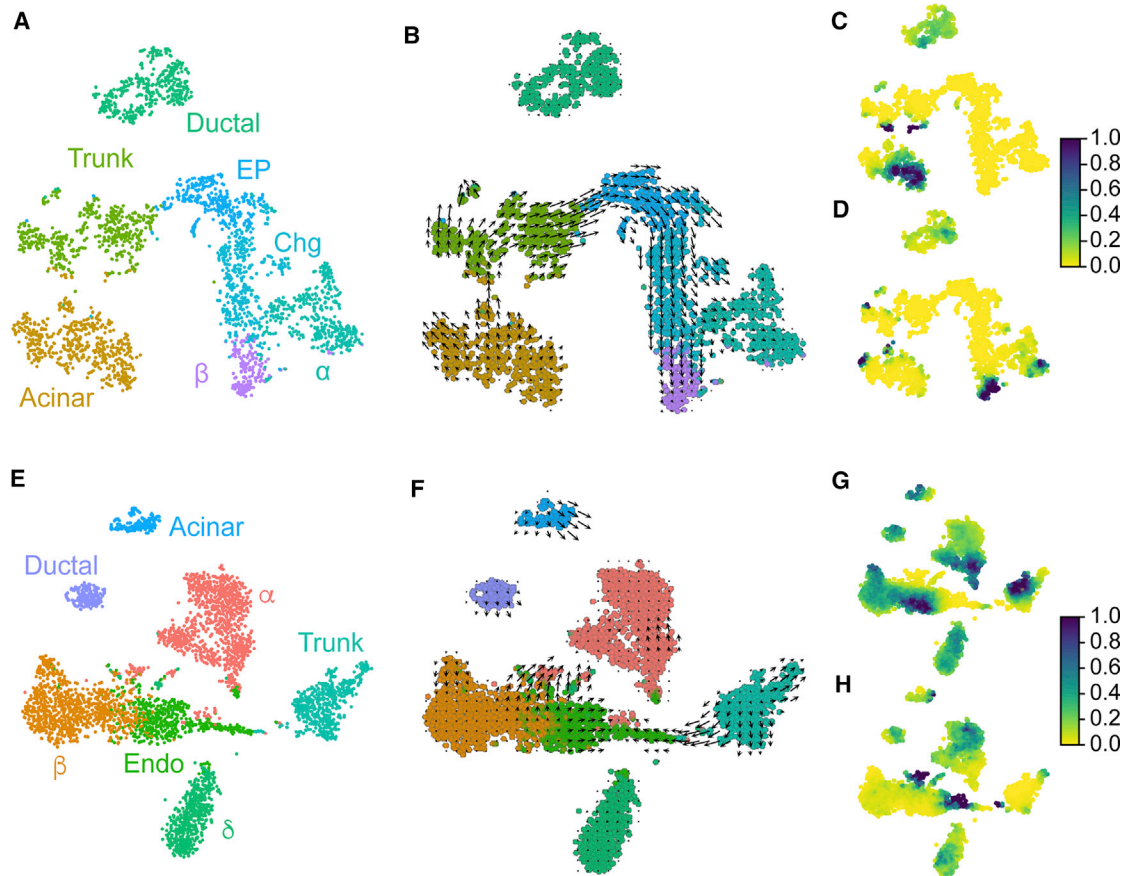 A
B
C
Ductal
Trunk
EP
1.0
0.8
0.6
0.4
0.2
0.0
D
Chg
β
α
Acinar
E
F
G
Acinar
Ductal
α
Trunk
1.0
0.8
0.6
0.4
0.2
0.0
H
β
Endo
δ